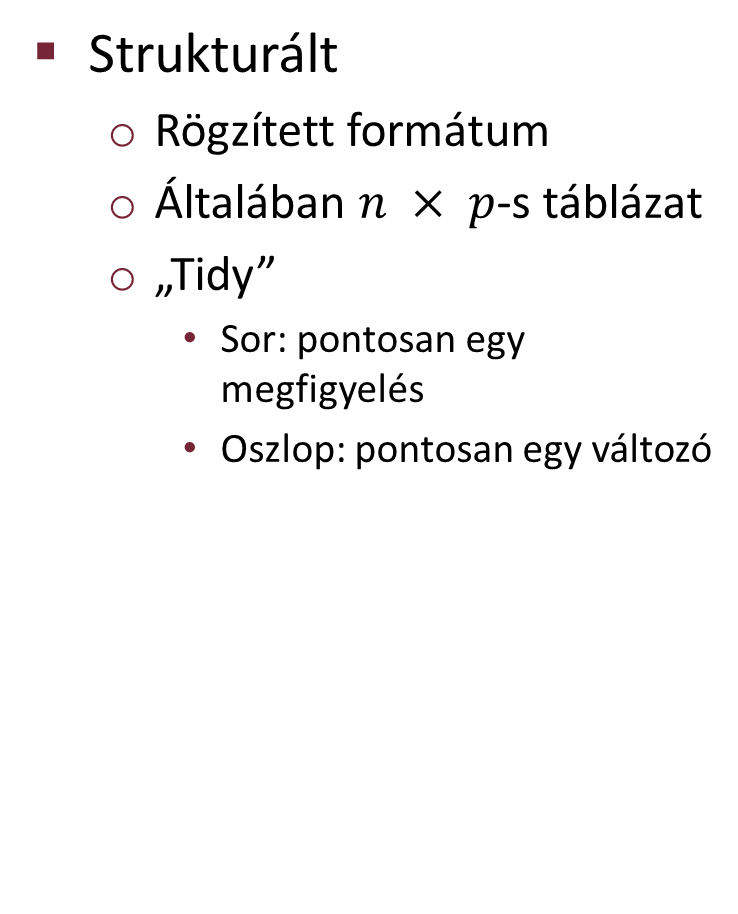 ▪ Strukturált
o Rögzített formátum
o Általában n × p-s táblázat
o „Tidy”
• Sor: pontosan egy
megfigyelés
• Oszlop: pontosan egy változó